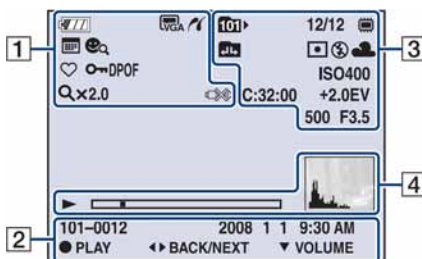 1
VGA
101
12/12
3
DPOF
ISO400
×2.0
C:32:00
+2.0EV
500 F3.5
4
2
101-0012 2008 1 1 9:30 AM
PLAY BACK/NEXT VOLUME